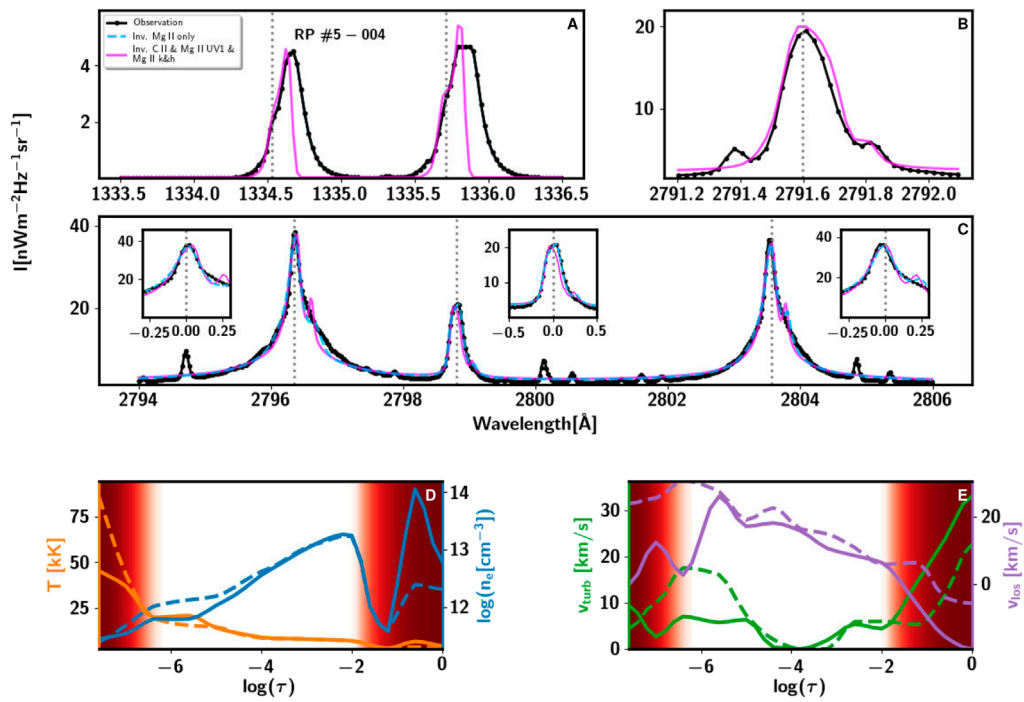 A
Observation
Inv. Mg II only
Inv. C II & Mg II UV1 &
Mg II k&h
RP #5 − 004
4
2
1333.5 1334.0 1334.5 1335.0 1335.5 1336.0 1336.5
B
20
10
2791.2 2791.4 2791.6 2791.8 2792.0
I[nWm⁻²Hz⁻¹sr⁻¹]
C
40
20
40
20
−0.25 0.00 0.25
20
10
0
−0.5 0.0 0.5
40
20
−0.25 0.00 0.25
2794 2796 2798 2800 2802 2804 2806
Wavelength[Å]
D
T [kK]
75
50
25
−6 −4 −2 0
log(τ)
14
13
12
log(nₑ[cm⁻³])
E
v_turb [km/s]
30
20
10
0
−6 −4 −2 0
log(τ)
20
0
v_los [km/s]